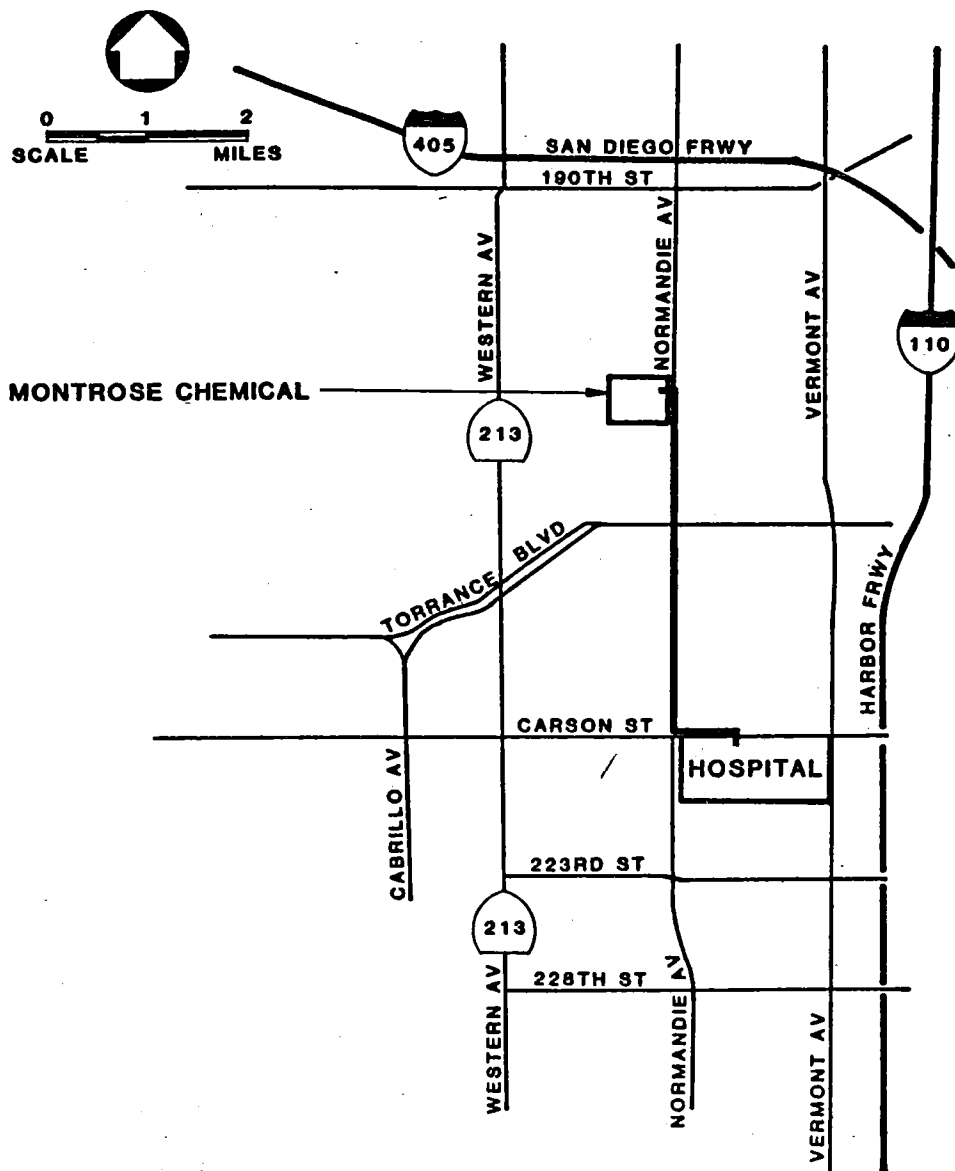 0 1 2
SCALE MILES
405
SAN DIEGO FRWY
190TH ST
WESTERN AV
NORMANDIE AV
VERMONT AV
110
MONTROSE CHEMICAL
213
TORRANCE BLVD
HARBOR FRWY
CARSON ST
HOSPITAL
CABRILLO AV
223RD ST
213
228TH ST
WESTERN AV
NORMANDIE AV
VERMONT AV